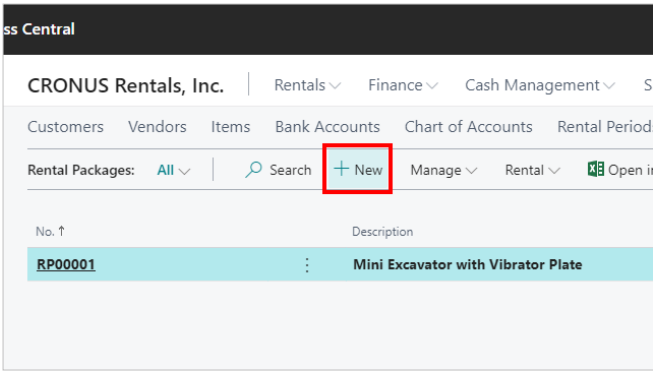 ss Central
CRONUS Rentals, Inc. Rentals Finance Cash Management S
Customers Vendors Items Bank Accounts Chart of Accounts Rental Period
Rental Packages: All Search + New Manage Rental Open in
No. ↑ Description
RP00001 Mini Excavator with Vibrator Plate